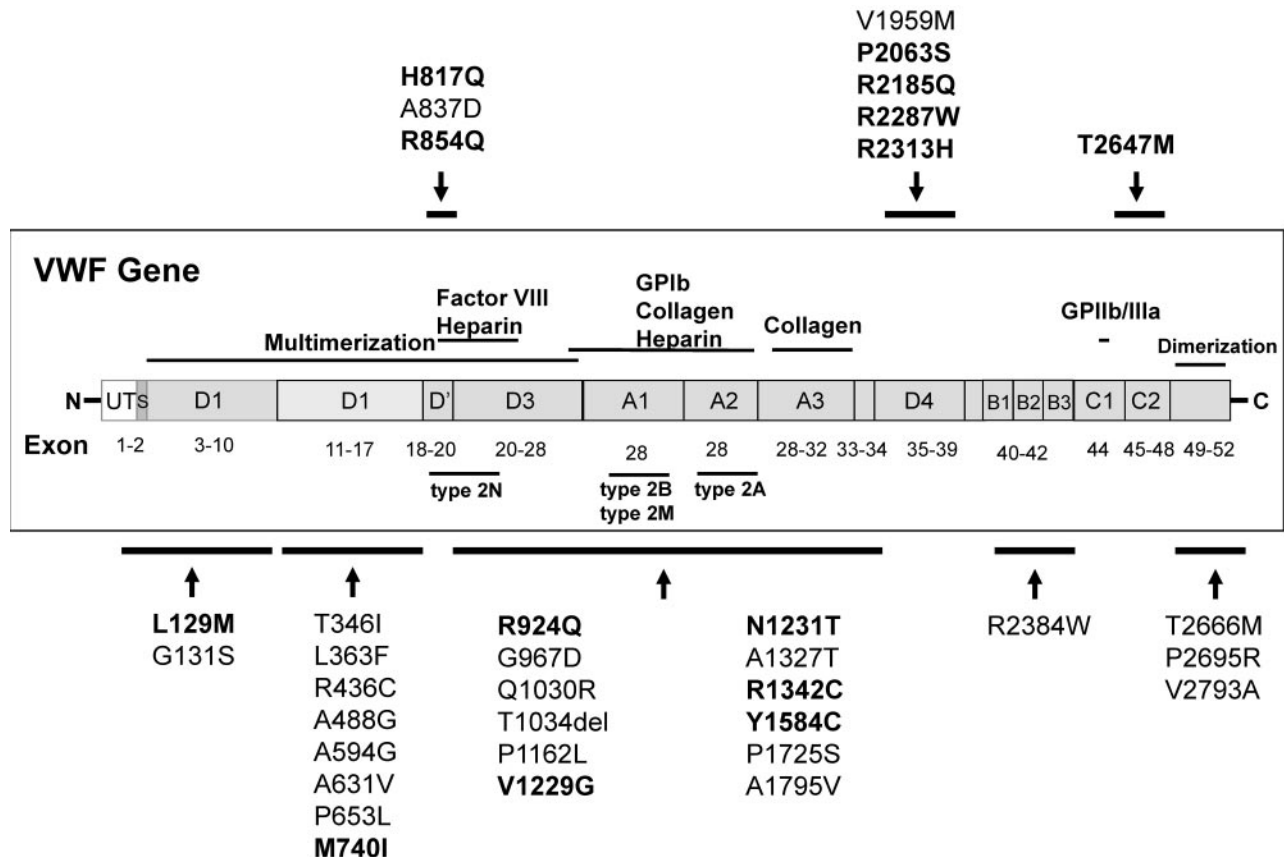 H817Q
A837D
R854Q
V1959M
P2063S
R2185Q
R2287W
R2313H
T2647M
VWF Gene
Multimerization
Factor VIII
Heparin
GPIb
Collagen
Heparin
Collagen
GPIIb/IIIa
Dimerization
N UT S D1 D1 D' D3 A1 A2 A3 D4 B1 B2 B3 C1 C2 C
Exon 1-2 3-10 11-17 18-20 20-28 28 28 28-32 33-34 35-39 40-42 44 45-48 49-52
type 2N
type 2B
type 2M
type 2A
L129M
G131S
T346I
L363F
R436C
A488G
A594G
A631V
P653L
M740I
R924Q
G967D
Q1030R
T1034del
P1162L
V1229G
N1231T
A1327T
R1342C
Y1584C
P1725S
A1795V
R2384W
T2666M
P2695R
V2793A